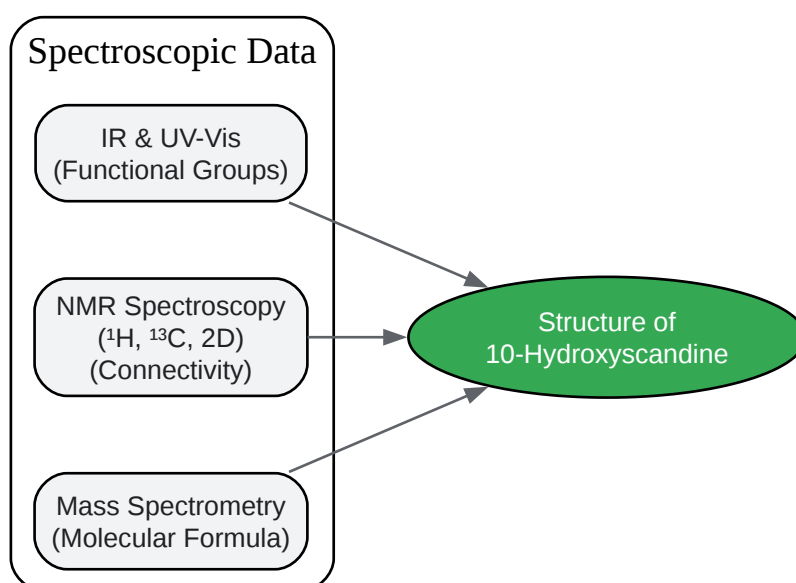 Spectroscopic Data
IR & UV-Vis
(Functional Groups)
NMR Spectroscopy
(¹H, ¹³C, 2D)
(Connectivity)
Mass Spectrometry
(Molecular Formula)
Structure of
10-Hydroxyscandine